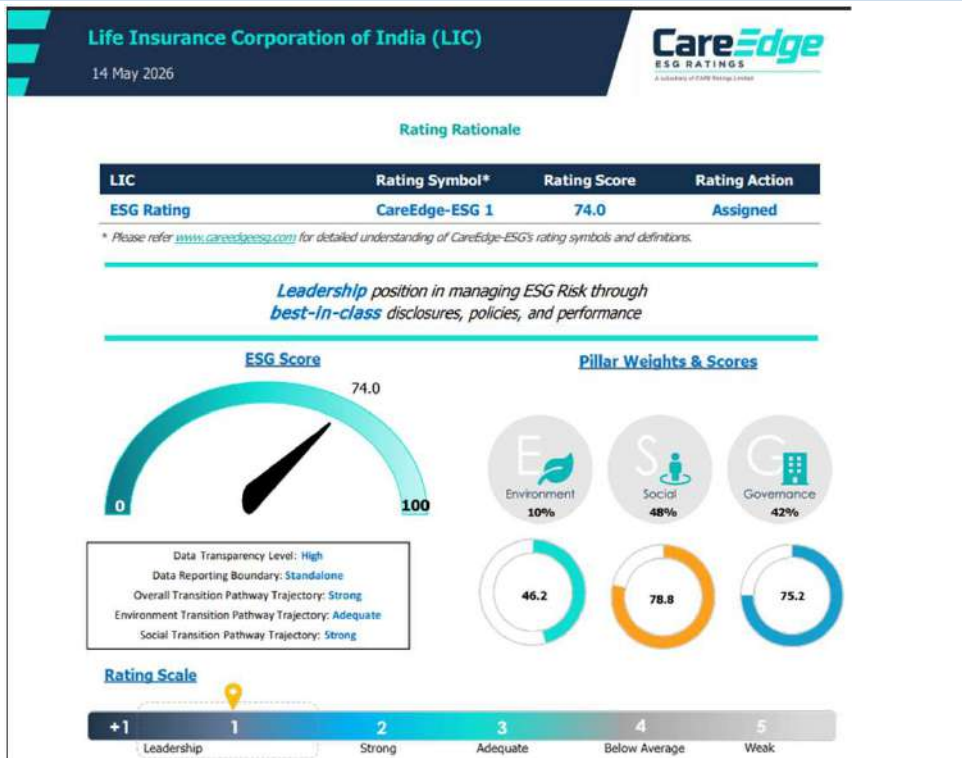 Life Insurance Corporation of India (LIC)
14 May 2026
CareEdge
ESG RATINGS
A subsidiary of CARE Ratings Limited
Rating Rationale
LIC Rating Symbol* Rating Score Rating Action
ESG Rating CareEdge-ESG 1 74.0 Assigned
* Please refer www.careedgeesg.com for detailed understanding of CareEdge-ESG's rating symbols and definitions.
Leadership position in managing ESG Risk through
best-in-class disclosures, policies, and performance
ESG Score
74.0
0 100
Data Transparency Level: High
Data Reporting Boundary: Standalone
Overall Transition Pathway Trajectory: Strong
Environment Transition Pathway Trajectory: Adequate
Social Transition Pathway Trajectory: Strong
Pillar Weights & Scores
E S G
Environment Social Governance
10% 48% 42%
46.2 78.8 75.2
Rating Scale
+1 1 2 3 4 5
Leadership Strong Adequate Below Average Weak